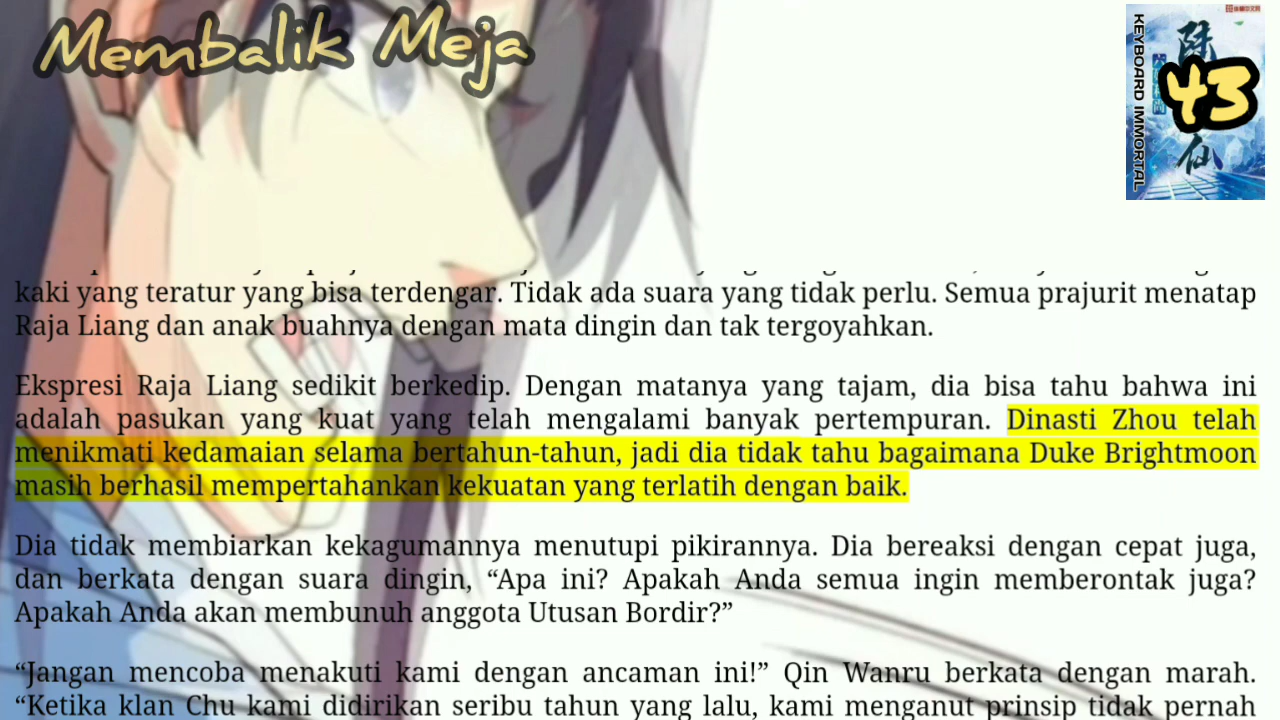 Membalik Meja
KEYBOARD IMMORTAL
43
kaki yang teratur yang bisa terdengar. Tidak ada suara yang tidak perlu. Semua prajurit menatap
Raja Liang dan anak buahnya dengan mata dingin dan tak tergoyahkan.
Ekspresi Raja Liang sedikit berkedip. Dengan matanya yang tajam, dia bisa tahu bahwa ini
adalah pasukan yang kuat yang telah mengalami banyak pertempuran. Dinasti Zhou telah
menikmati kedamaian selama bertahun-tahun, jadi dia tidak tahu bagaimana Duke Brightmoon
masih berhasil mempertahankan kekuatan yang terlatih dengan baik.
Dia tidak membiarkan kekagumannya menutupi pikirannya. Dia bereaksi dengan cepat juga,
dan berkata dengan suara dingin, “Apa ini? Apakah Anda semua ingin memberontak juga?
Apakah Anda akan membunuh anggota Utusan Bordir?”
“Jangan mencoba menakuti kami dengan ancaman ini!” Qin Wanru berkata dengan marah.
“Ketika klan Chu kami didirikan seribu tahun yang lalu, kami menganut prinsip tidak pernah